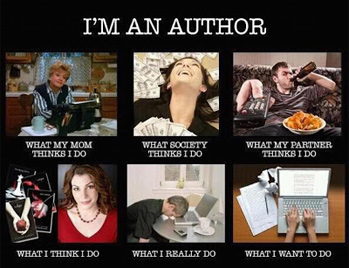 I'M AN AUTHOR
WHAT MY MOM
THINKS I DO
WHAT SOCIETY
THINKS I DO
WHAT MY PARTNER
THINKS I DO
WHAT I THINK I DO
WHAT I REALLY DO
WHAT I WANT TO DO